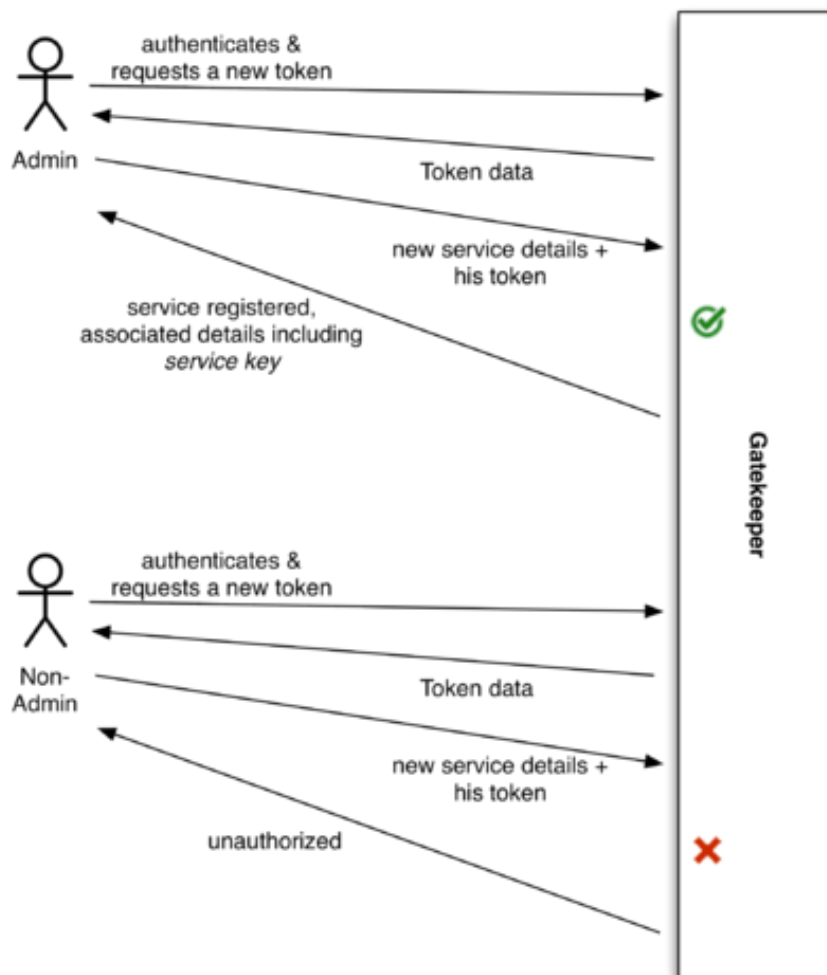 authenticates &
requests a new token
Admin
Token data
new service details +
his token
service registered,
associated details including
service key
Gatekeeper
authenticates &
requests a new token
Non-
Admin
Token data
new service details +
his token
unauthorized